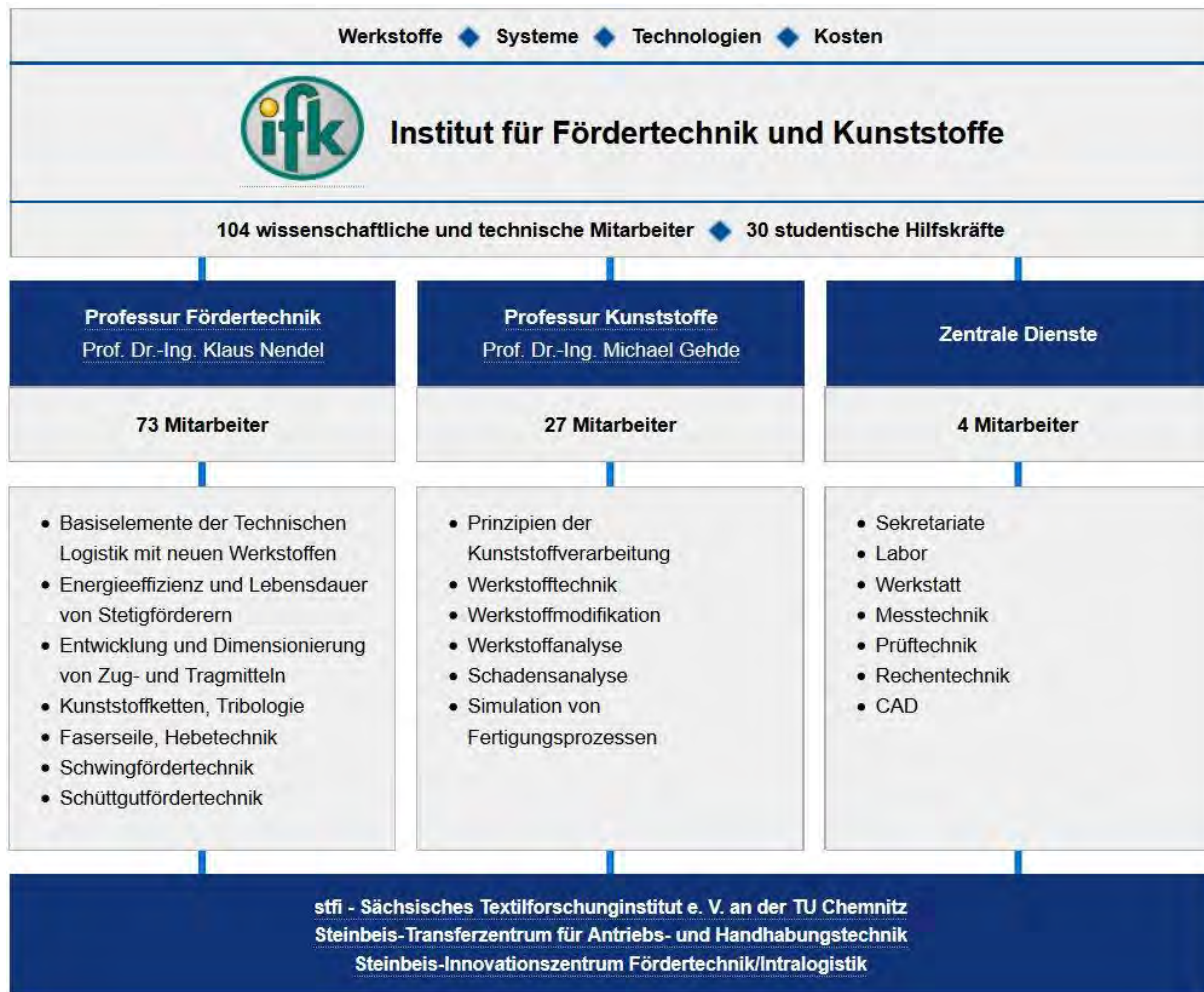 Werkstoffe ◆ Systeme ◆ Technologien ◆ Kosten
ifk
Institut für Fördertechnik und Kunststoffe
104 wissenschaftliche und technische Mitarbeiter ◆ 30 studentische Hilfskräfte
Professur Fördertechnik
Prof. Dr.-Ing. Klaus Nendel
73 Mitarbeiter
• Basiselemente der Technischen
Logistik mit neuen Werkstoffen
• Energieeffizienz und Lebensdauer
von Stetigförderern
• Entwicklung und Dimensionierung
von Zug- und Tragmitteln
• Kunststoffketten, Tribologie
• Faserseile, Hebetechnik
• Schwingfördertechnik
• Schüttgutfördertechnik
Professur Kunststoffe
Prof. Dr.-Ing. Michael Gehde
27 Mitarbeiter
• Prinzipien der
Kunststoffverarbeitung
• Werkstofftechnik
• Werkstoffmodifikation
• Werkstoffanalyse
• Schadensanalyse
• Simulation von
Fertigungsprozessen
Zentrale Dienste
4 Mitarbeiter
• Sekretariate
• Labor
• Werkstatt
• Messtechnik
• Prüftechnik
• Rechentechnik
• CAD
stfi - Sächsisches Textilforschunginstitut e. V. an der TU Chemnitz
Steinbeis-Transferzentrum für Antriebs- und Handhabungstechnik
Steinbeis-Innovationszentrum Fördertechnik/Intralogistik